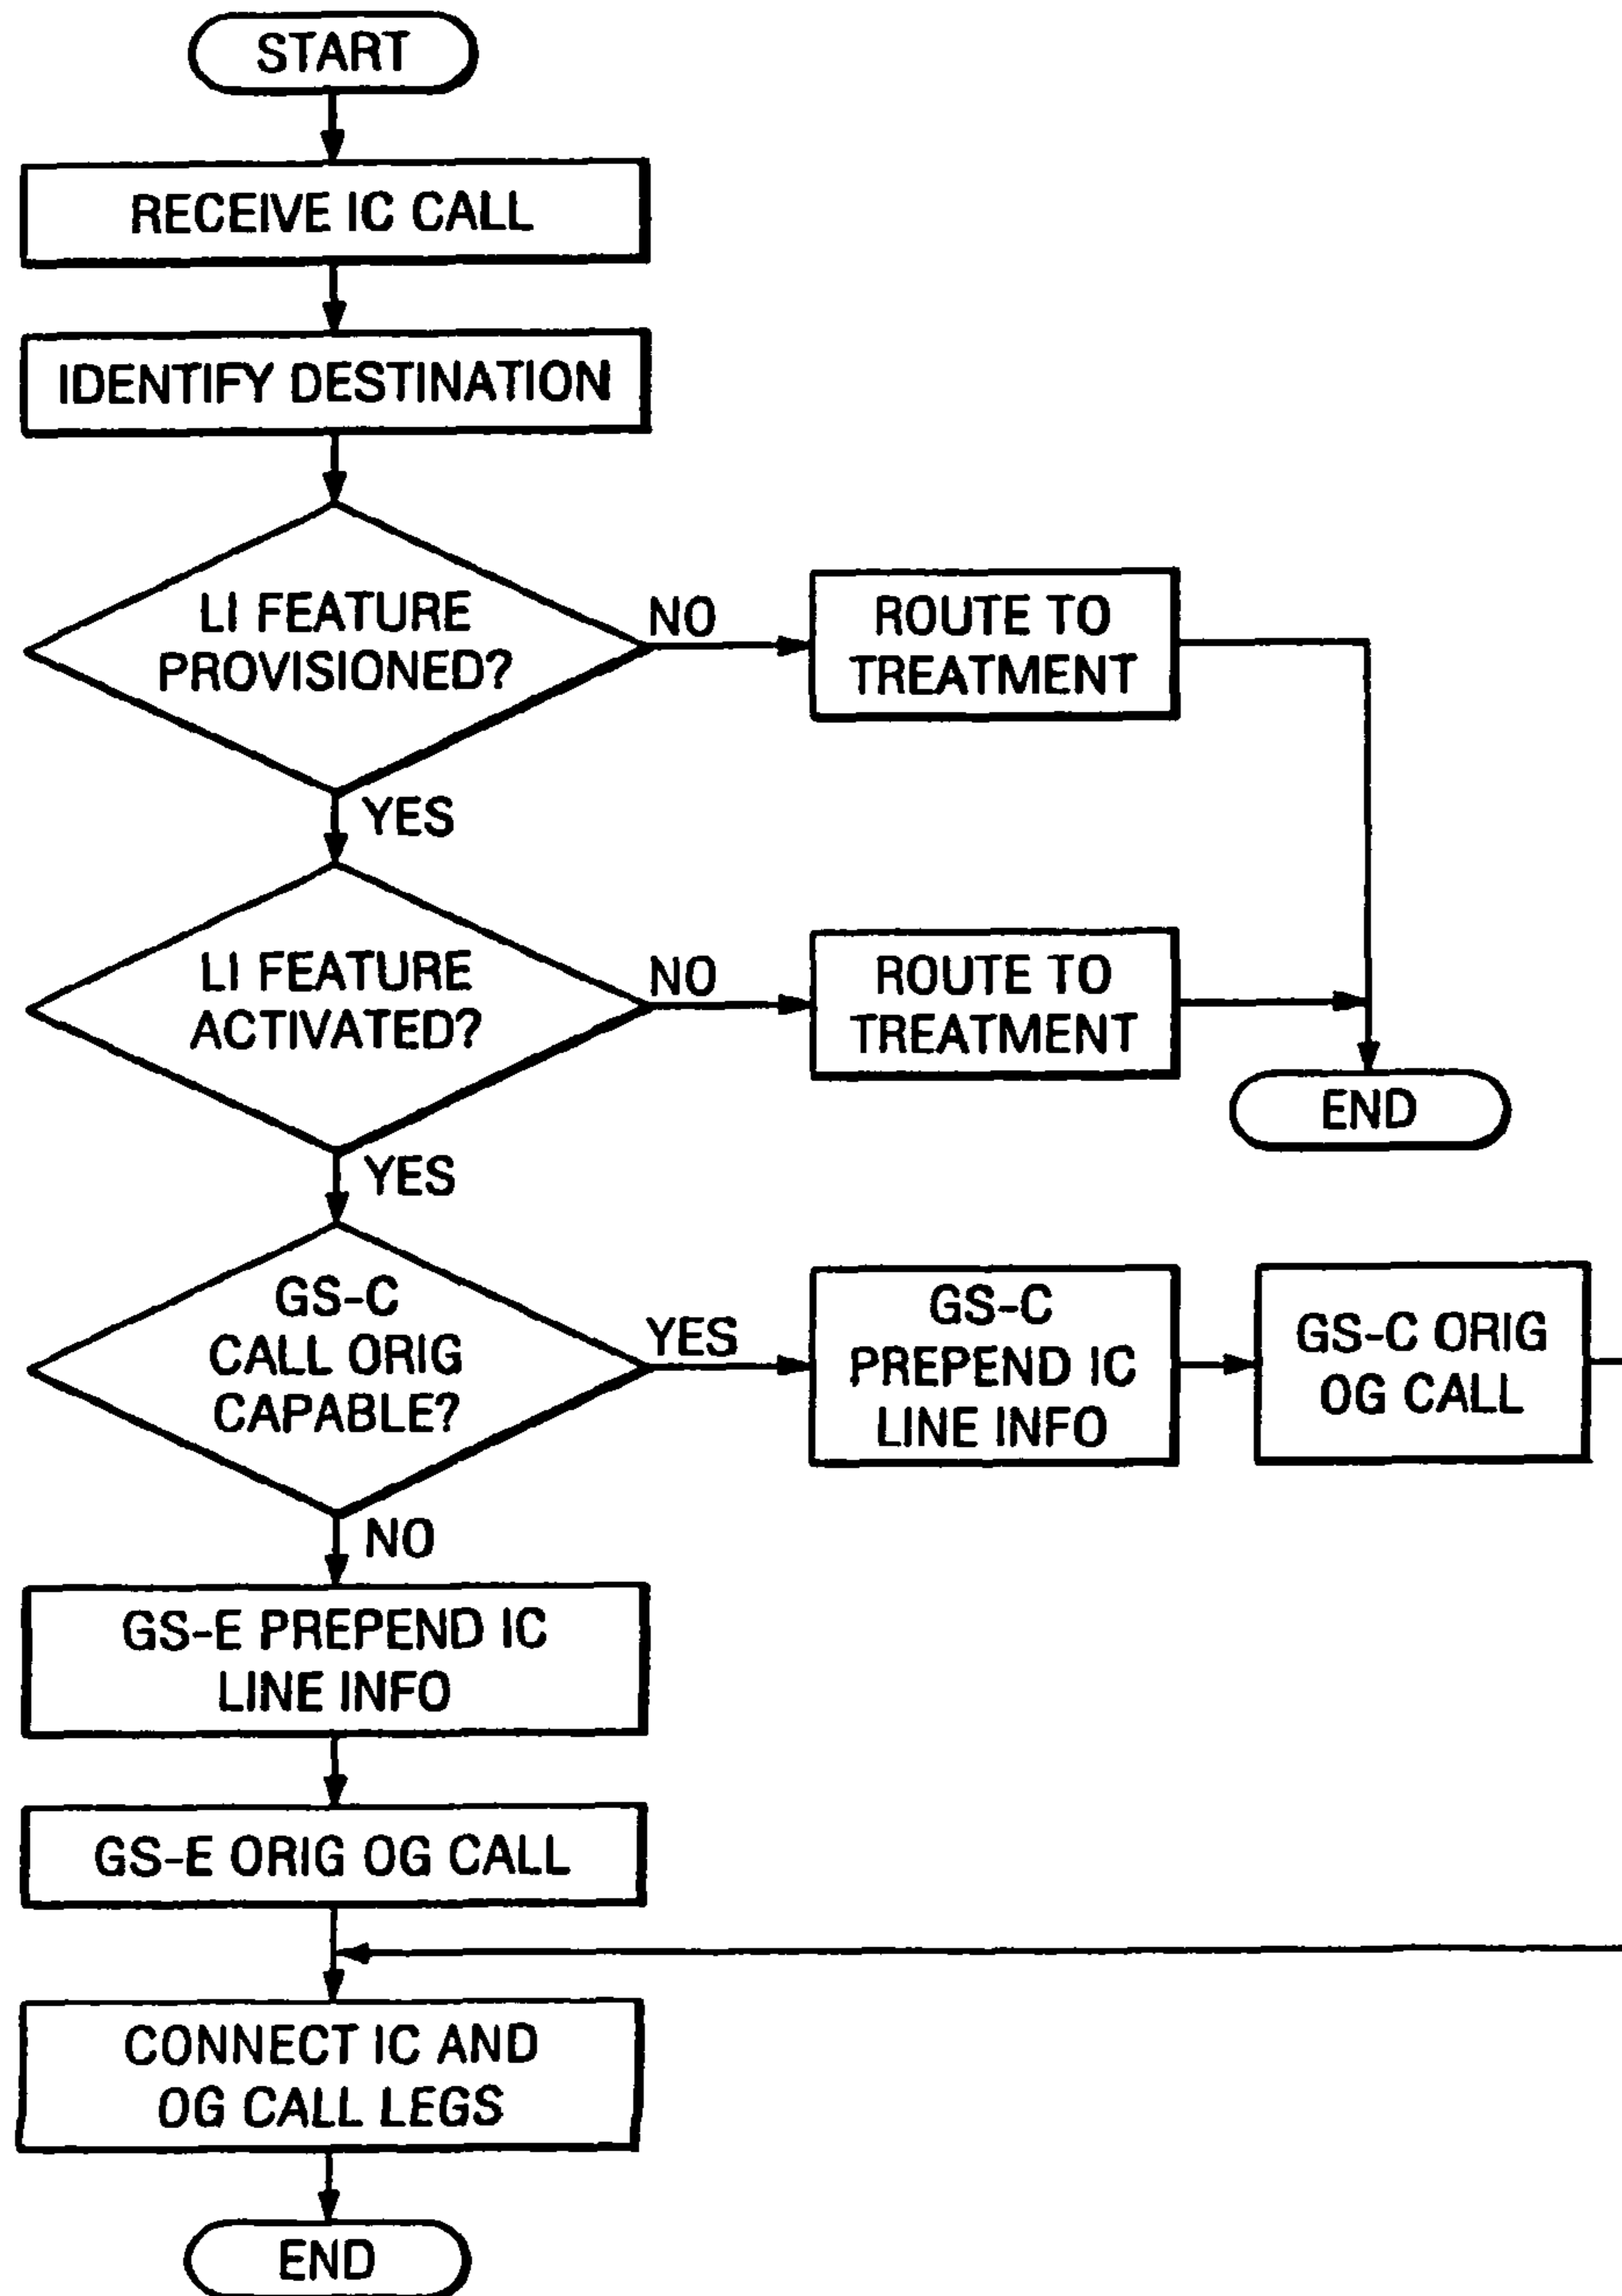 START
RECEIVE IC CALL
IDENTIFY DESTINATION
LI FEATURE
PROVISIONED?
NO
ROUTE TO
TREATMENT
YES
LI FEATURE
ACTIVATED?
NO
ROUTE TO
TREATMENT
END
YES
GS-C
CALL ORIG
CAPABLE?
YES
GS-C
PREPEND IC
LINE INFO
GS-C ORIG
OG CALL
NO
GS-E PREPEND IC
LINE INFO
GS-E ORIG OG CALL
CONNECT IC AND
OG CALL LEGS
END